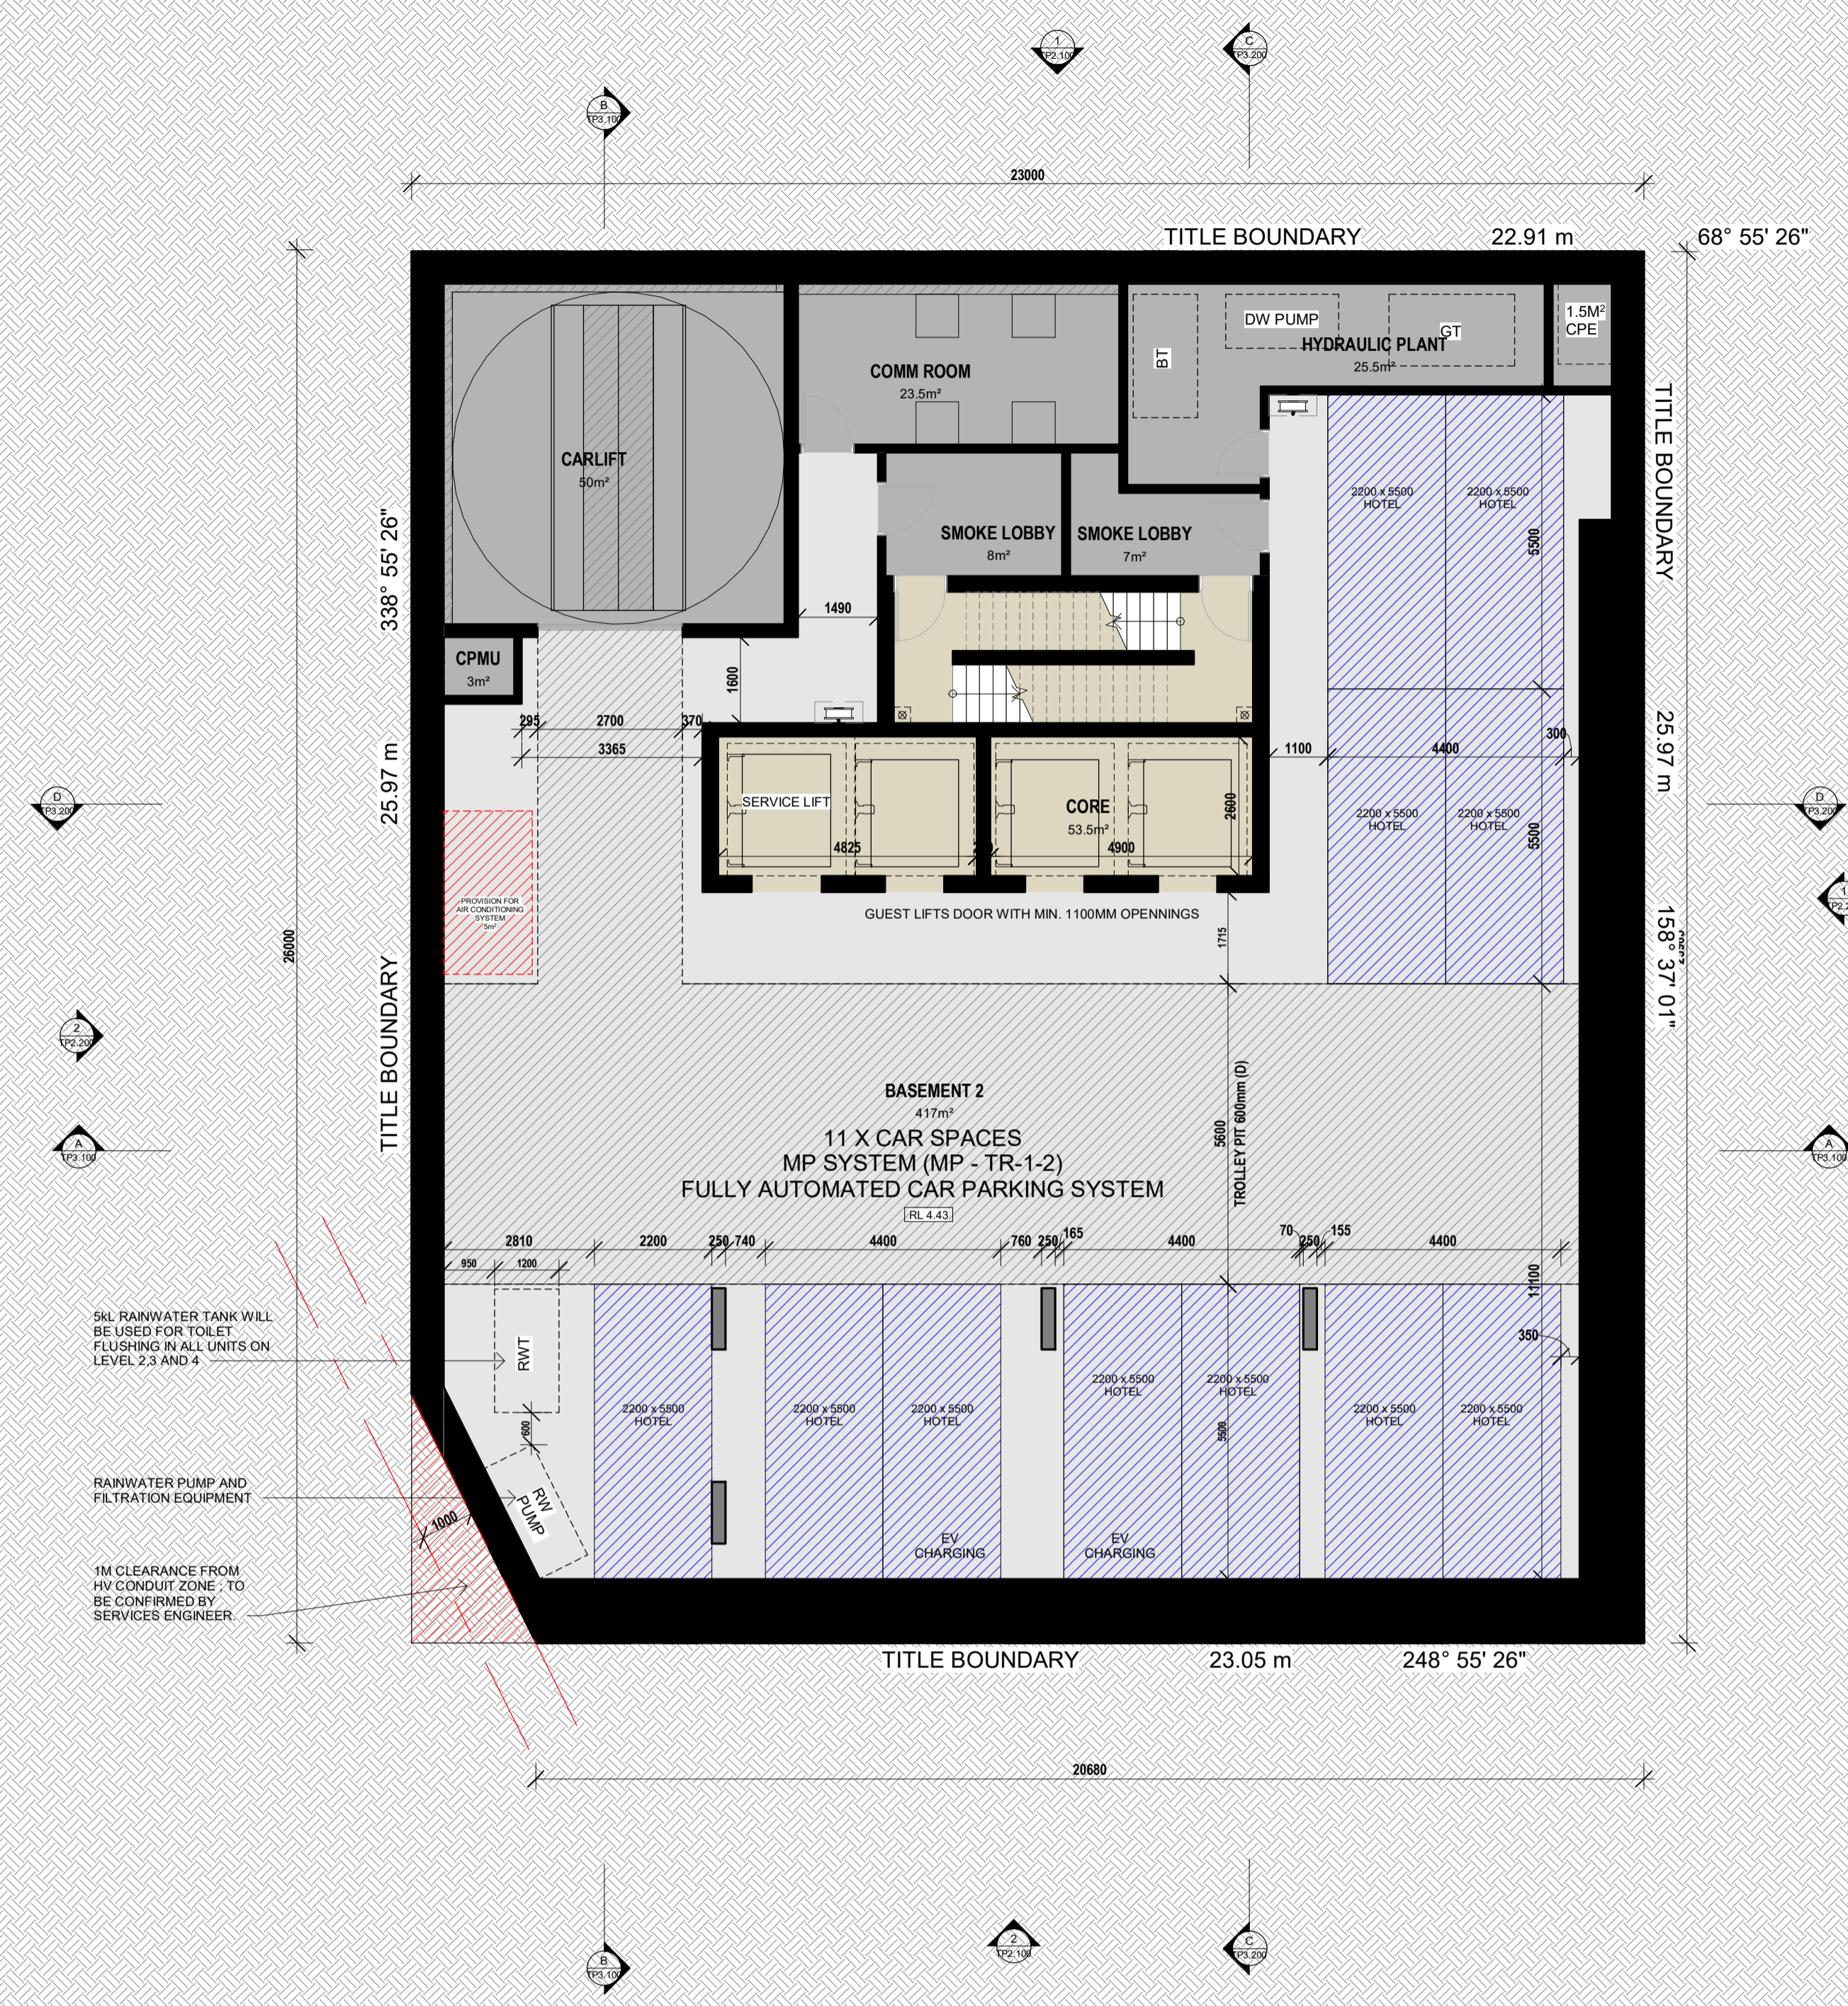 1
TP2.100
C
TP3.200
B
TP3.100
23000
TITLE BOUNDARY 22.91 m 68° 55' 26"
DW PUMP
GT
1.5M²
CPE
BT
HYDRAULIC PLANT
25.5m²
COMM ROOM
23.5m²
CARLIFT
50m²
2200 x 5500
HOTEL
2200 x 5500
HOTEL
5500
SMOKE LOBBY
8m²
SMOKE LOBBY
7m²
TITLE BOUNDARY 25.97 m 338° 55' 26"
TITLE BOUNDARY 25.97 m 158° 37' 01"
1490
CPMU
3m²
1600
295
2700
370
3365
1100
4400
300
D
TP3.200
D
TP3.200
SERVICE LIFT
CORE
53.5m²
2600
4825
4900
2200 x 5500
HOTEL
2200 x 5500
HOTEL
5500
PROVISION FOR
AIR CONDITIONING
SYSTEM
5m²
GUEST LIFTS DOOR WITH MIN. 1100MM OPENNINGS
1715
26000
2
TP2.200
A
TP3.100
A
TP3.100
BASEMENT 2
417m²
11 X CAR SPACES
MP SYSTEM (MP - TR-1-2)
FULLY AUTOMATED CAR PARKING SYSTEM
RL 4.43
5600
TROLLEY PIT 600mm (D)
2810
2200
250
740
4400
760
250
165
4400
70
250
155
4400
950
1200
11100
350
5kL RAINWATER TANK WILL
BE USED FOR TOILET
FLUSHING IN ALL UNITS ON
LEVEL 2,3 AND 4
RWT
600
2200 x 5500
HOTEL
2200 x 5500
HOTEL
2200 x 5500
HOTEL
2200 x 5500
HOTEL
2200 x 5500
HOTEL
2200 x 5500
HOTEL
2200 x 5500
HOTEL
5500
RAINWATER PUMP AND
FILTRATION EQUIPMENT
RW
PUMP
1000
EV
CHARGING
EV
CHARGING
1M CLEARANCE FROM
HV CONDUIT ZONE ; TO
BE CONFIRMED BY
SERVICES ENGINEER.
TITLE BOUNDARY 23.05 m 248° 55' 26"
20680
B
TP3.100
2
TP2.100
C
TP3.200